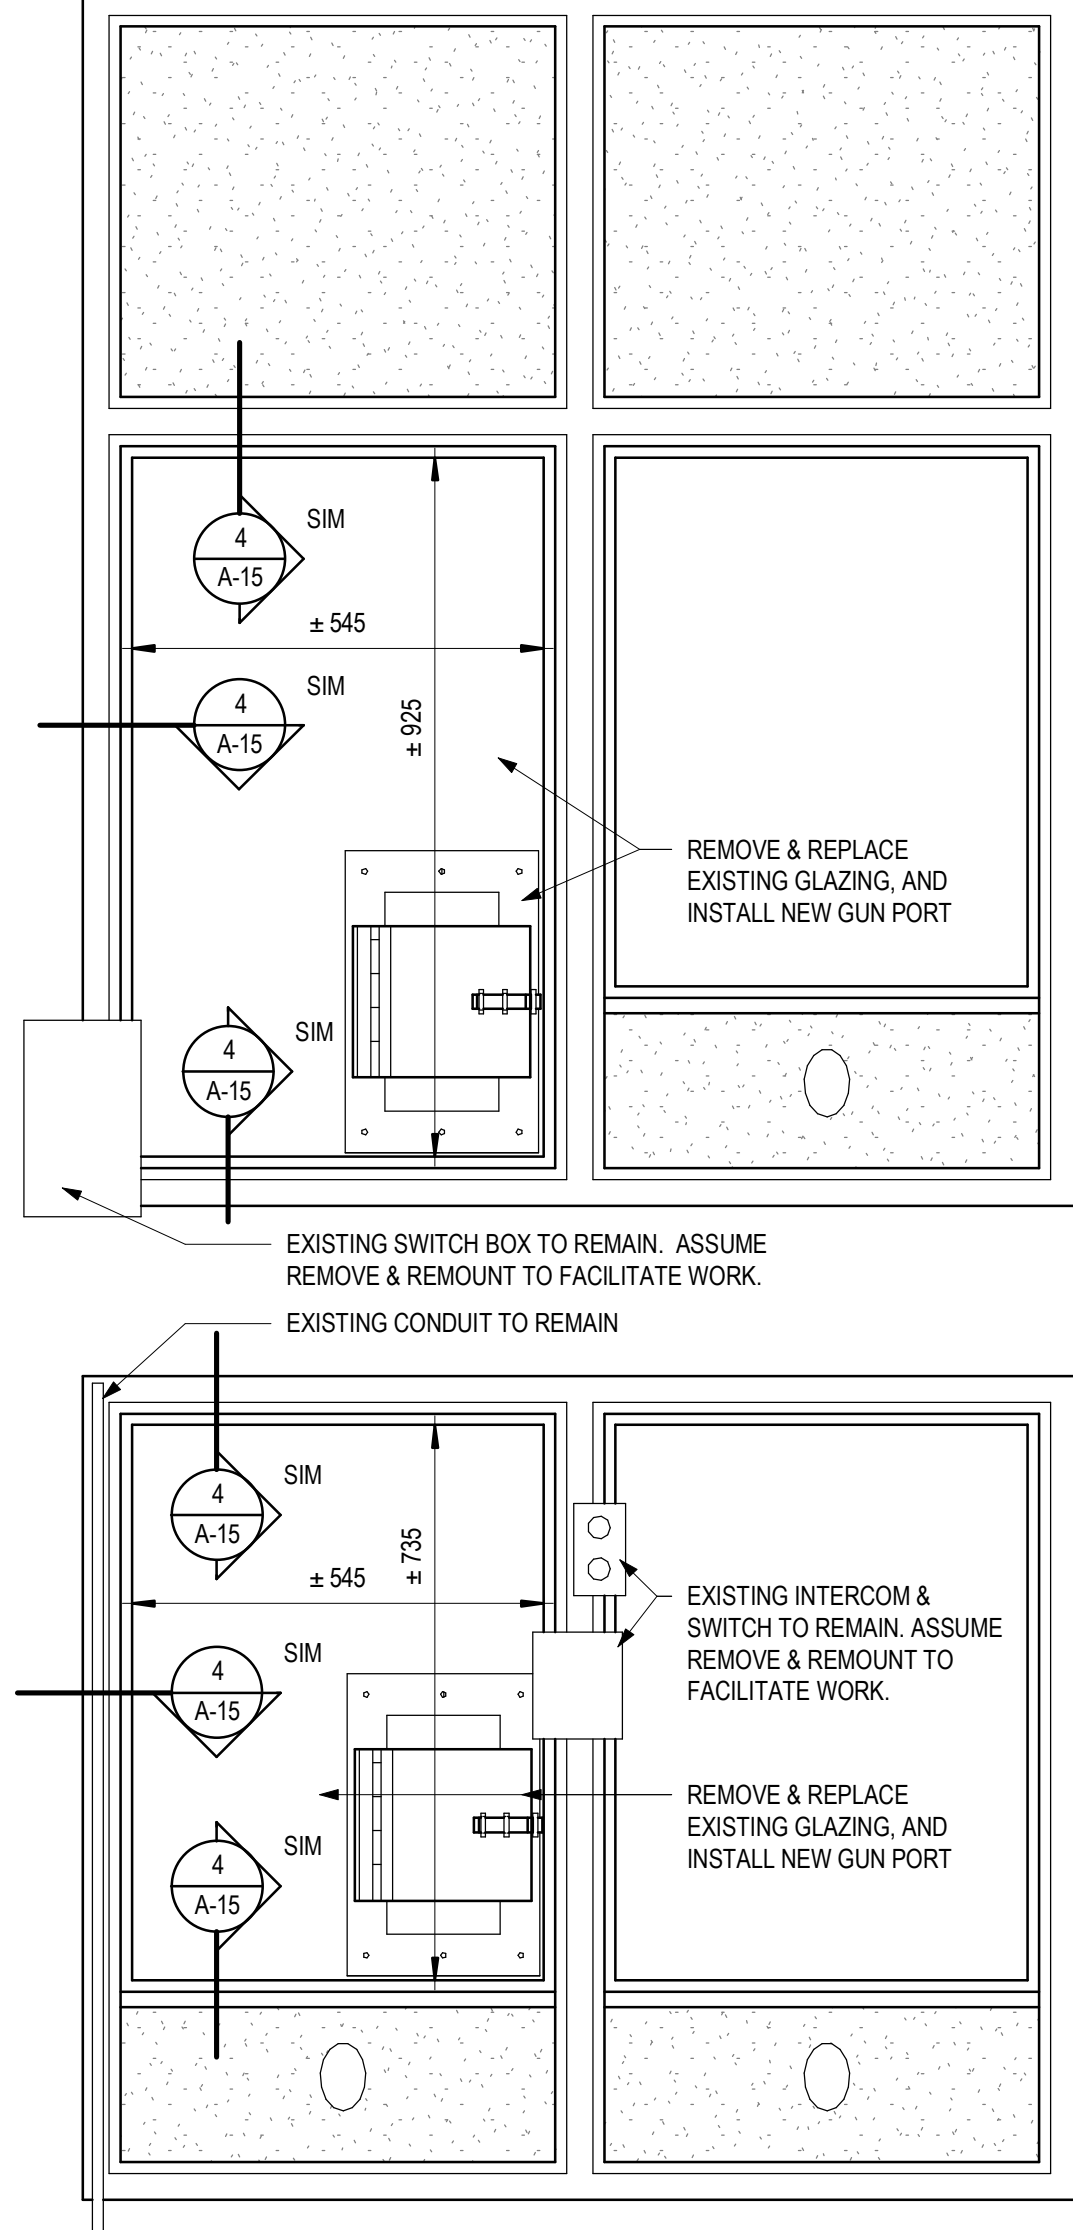 4
A-15
SIM
± 545
4
A-15
SIM
± 925
REMOVE & REPLACE
EXISTING GLAZING, AND
INSTALL NEW GUN PORT
4
A-15
SIM
EXISTING SWITCH BOX TO REMAIN. ASSUME
REMOVE & REMOUNT TO FACILITATE WORK.
EXISTING CONDUIT TO REMAIN
4
A-15
SIM
± 735
± 545
EXISTING INTERCOM &
SWITCH TO REMAIN. ASSUME
REMOVE & REMOUNT TO
FACILITATE WORK.
4
A-15
SIM
REMOVE & REPLACE
EXISTING GLAZING, AND
INSTALL NEW GUN PORT
4
A-15
SIM